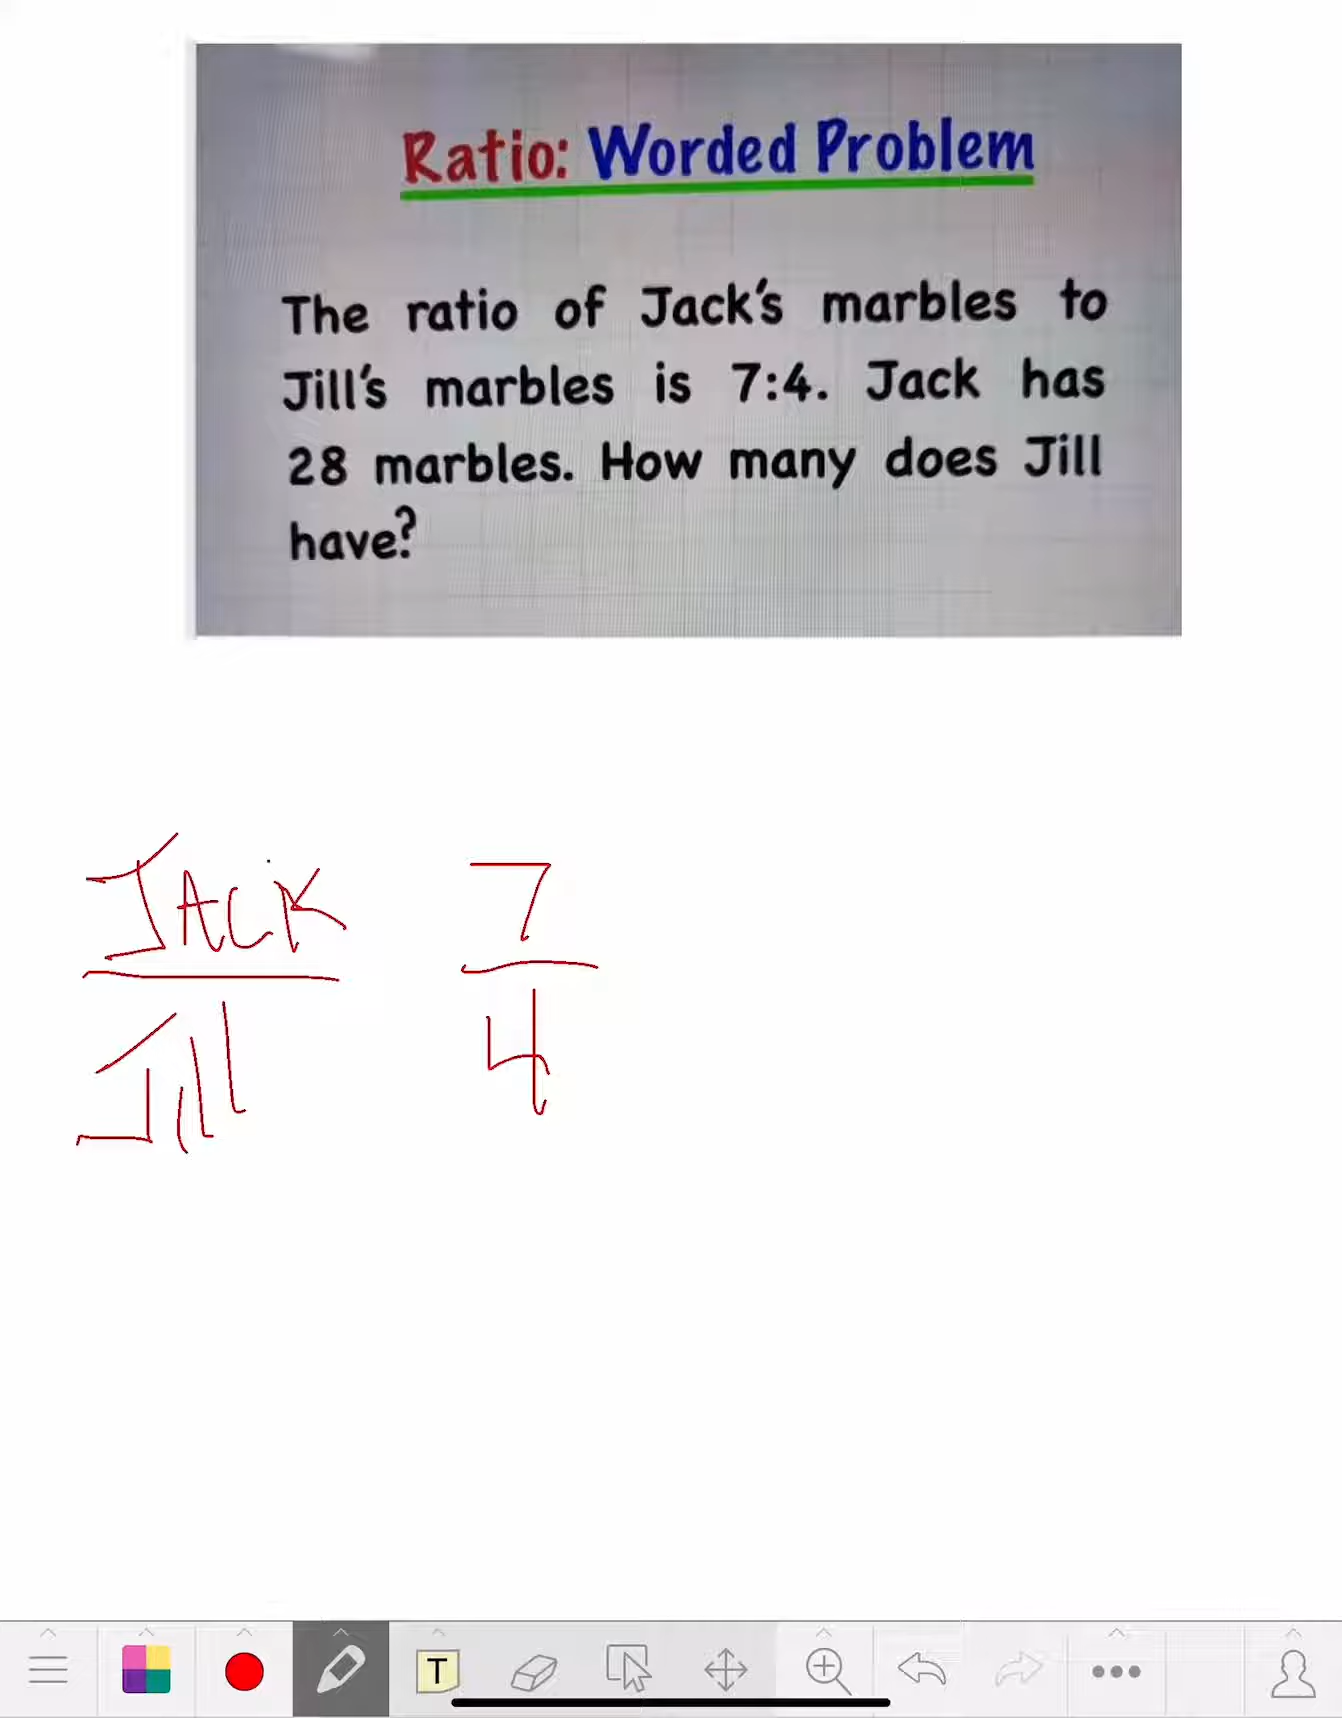 Ratio: Worded Problem
The ratio of Jack's marbles to
Jill's marbles is 7:4. Jack has
28 marbles. How many does Jill
have?
JACK 7
Jill 4
T